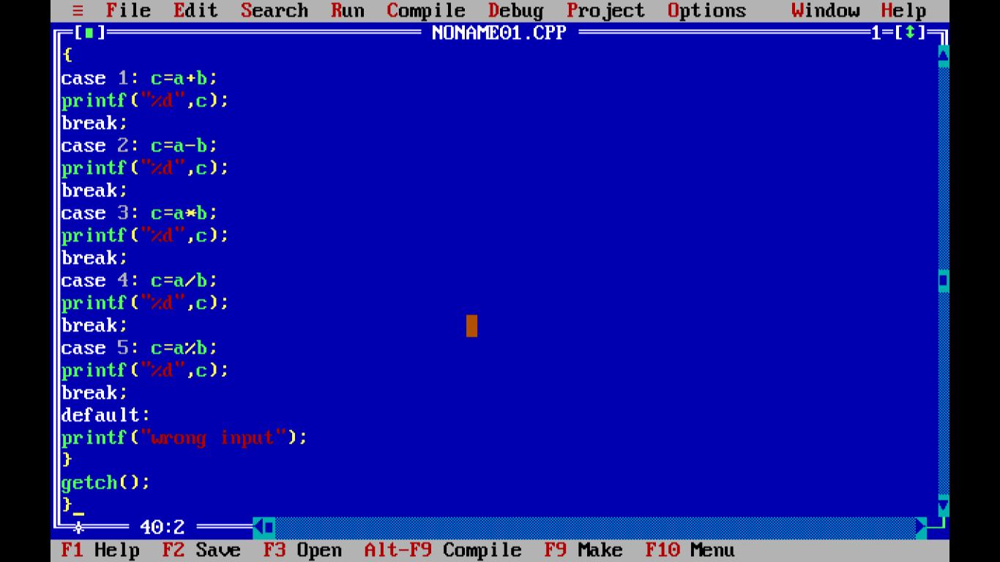 ≡ File Edit Search Run Compile Debug Project Options Window Help
[■] NONAME01.CPP 1=[↕]
{
case 1: c=a+b;
printf("%d",c);
break;
case 2: c=a-b;
printf("%d",c);
break;
case 3: c=a*b;
printf("%d",c);
break;
case 4: c=a/b;
printf("%d",c);
break;
case 5: c=a%b;
printf("%d",c);
break;
default:
printf("wrong input");
}
getch();
}
* 40:2
F1 Help F2 Save F3 Open Alt-F9 Compile F9 Make F10 Menu